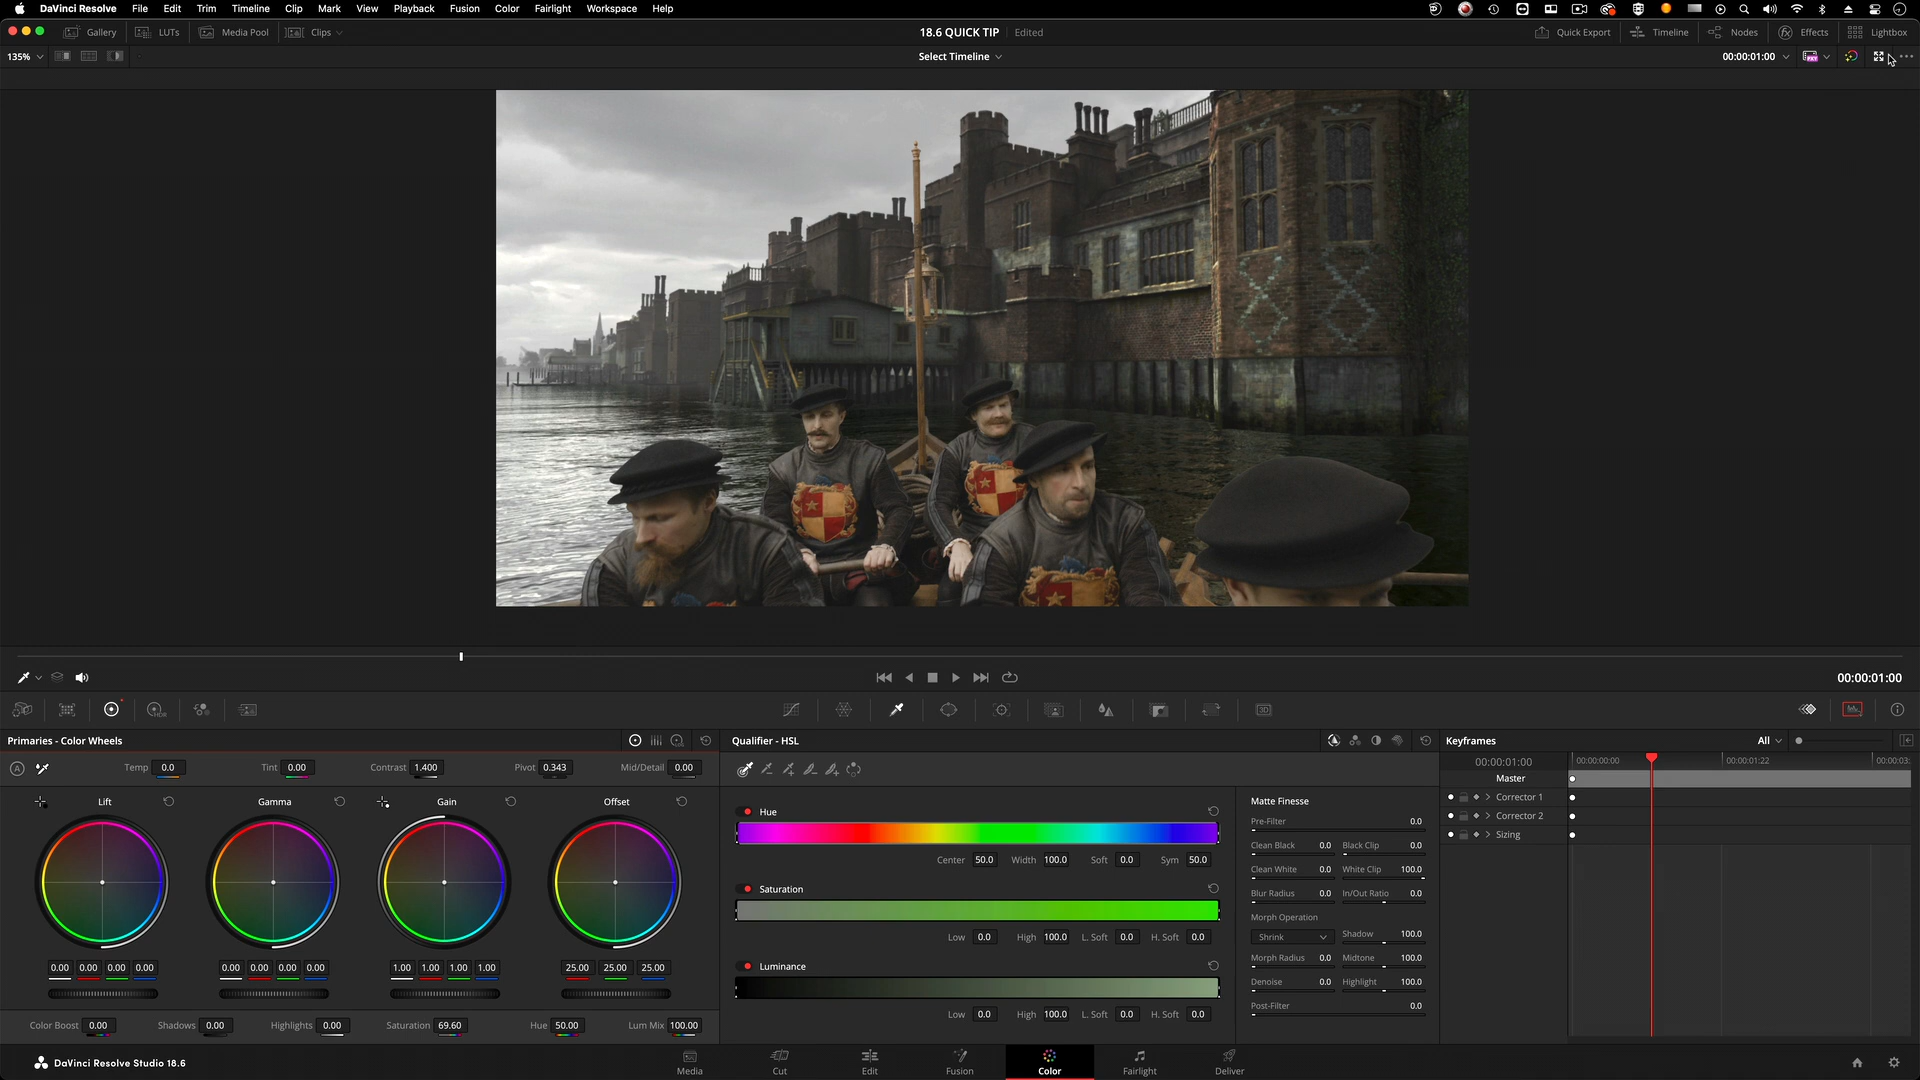 DaVinci Resolve File Edit Trim Timeline Clip Mark View Playback Fusion Color Fairlight Workspace Help
Gallery LUTs Media Pool Clips 18.6 QUICK TIP Edited Quick Export Timeline Nodes Effects Lightbox
135% Select Timeline 00:00:01:00
00:00:01:00
Primaries - Color Wheels
Temp 0.0 Tint 0.00 Contrast 1.400 Pivot 0.343 Mid/Detail 0.00
Lift Gamma Gain Offset
0.00 0.00 0.00 0.00 0.00 0.00 0.00 0.00 1.00 1.00 1.00 1.00 25.00 25.00 25.00
Color Boost 0.00 Shadows 0.00 Highlights 0.00 Saturation 69.60 Hue 50.00 Lum Mix 100.00
Qualifier - HSL
Hue
Center 50.0 Width 100.0 Soft 0.0 Sym 50.0
Saturation
Low 0.0 High 100.0 L. Soft 0.0 H. Soft 0.0
Luminance
Low 0.0 High 100.0 L. Soft 0.0 H. Soft 0.0
Matte Finesse
Pre-Filter 0.0
Clean Black 0.0 Black Clip 0.0
Clean White 0.0 White Clip 100.0
Blur Radius 0.0 In/Out Ratio 0.0
Morph Operation
Shrink Shadow 100.0
Morph Radius 0.0 Midtone 100.0
Denoise 0.0 Highlight 100.0
Post-Filter 0.0
Keyframes All
00:00:01:00 00:00:00:00 00:00:01:22 00:00:03:
Master
Corrector 1
Corrector 2
Sizing
DaVinci Resolve Studio 18.6
Media Cut Edit Fusion Color Fairlight Deliver